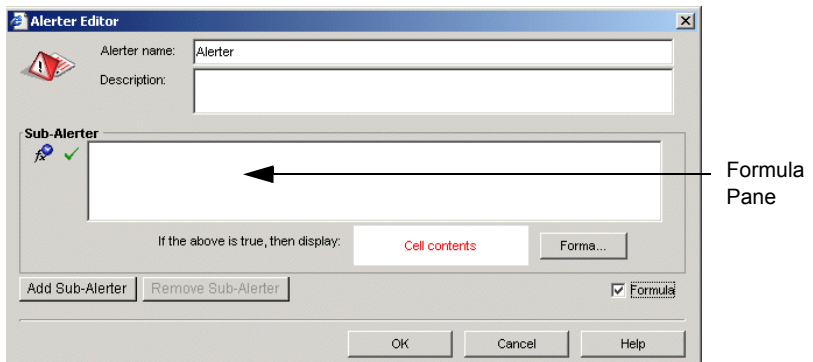 Alerter Editor
Alerter name:
Alerter
Description:
Sub-Alerter
Formula
Pane
If the above is true, then display:
Cell contents
Forma...
Add Sub-Alerter
Remove Sub-Alerter
Formula
OK
Cancel
Help